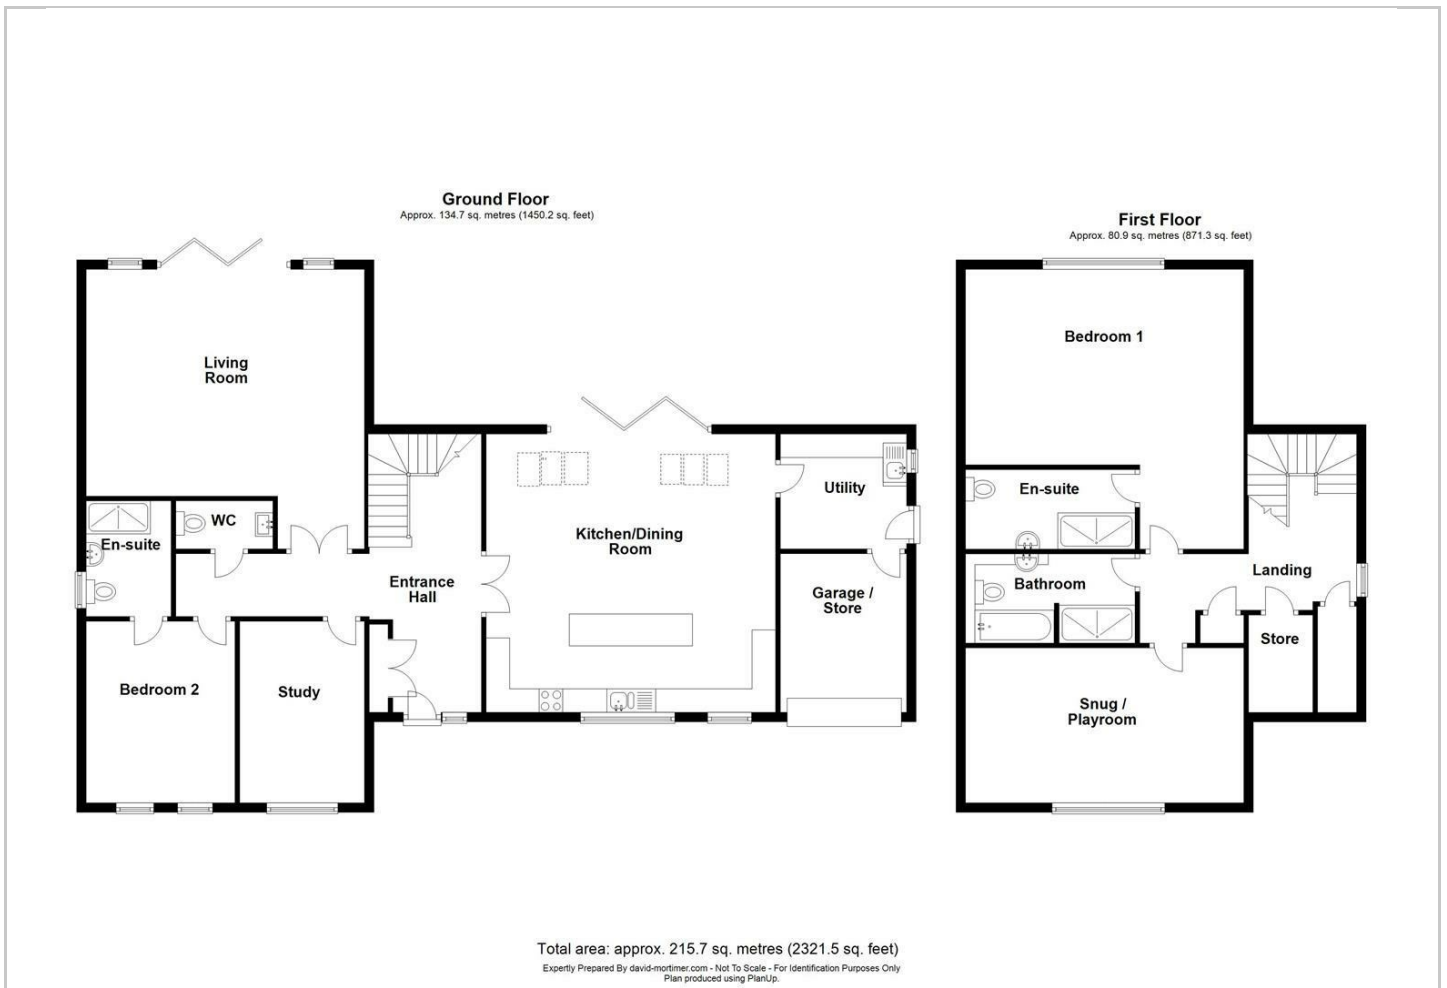 Ground Floor
Approx. 134.7 sq. metres (1450.2 sq. feet)
First Floor
Approx. 80.9 sq. metres (871.3 sq. feet)
Living
Room
WC
En-suite
Entrance
Hall
Bedroom 2
Study
Kitchen/Dining
Room
Utility
Garage /
Store
Bedroom 1
En-suite
Bathroom
Landing
Store
Snug /
Playroom
Total area: approx. 215.7 sq. metres (2321.5 sq. feet)
Expertly Prepared By david-mortimer.com - Not To Scale - For Identification Purposes Only
Plan produced using PlanUp.